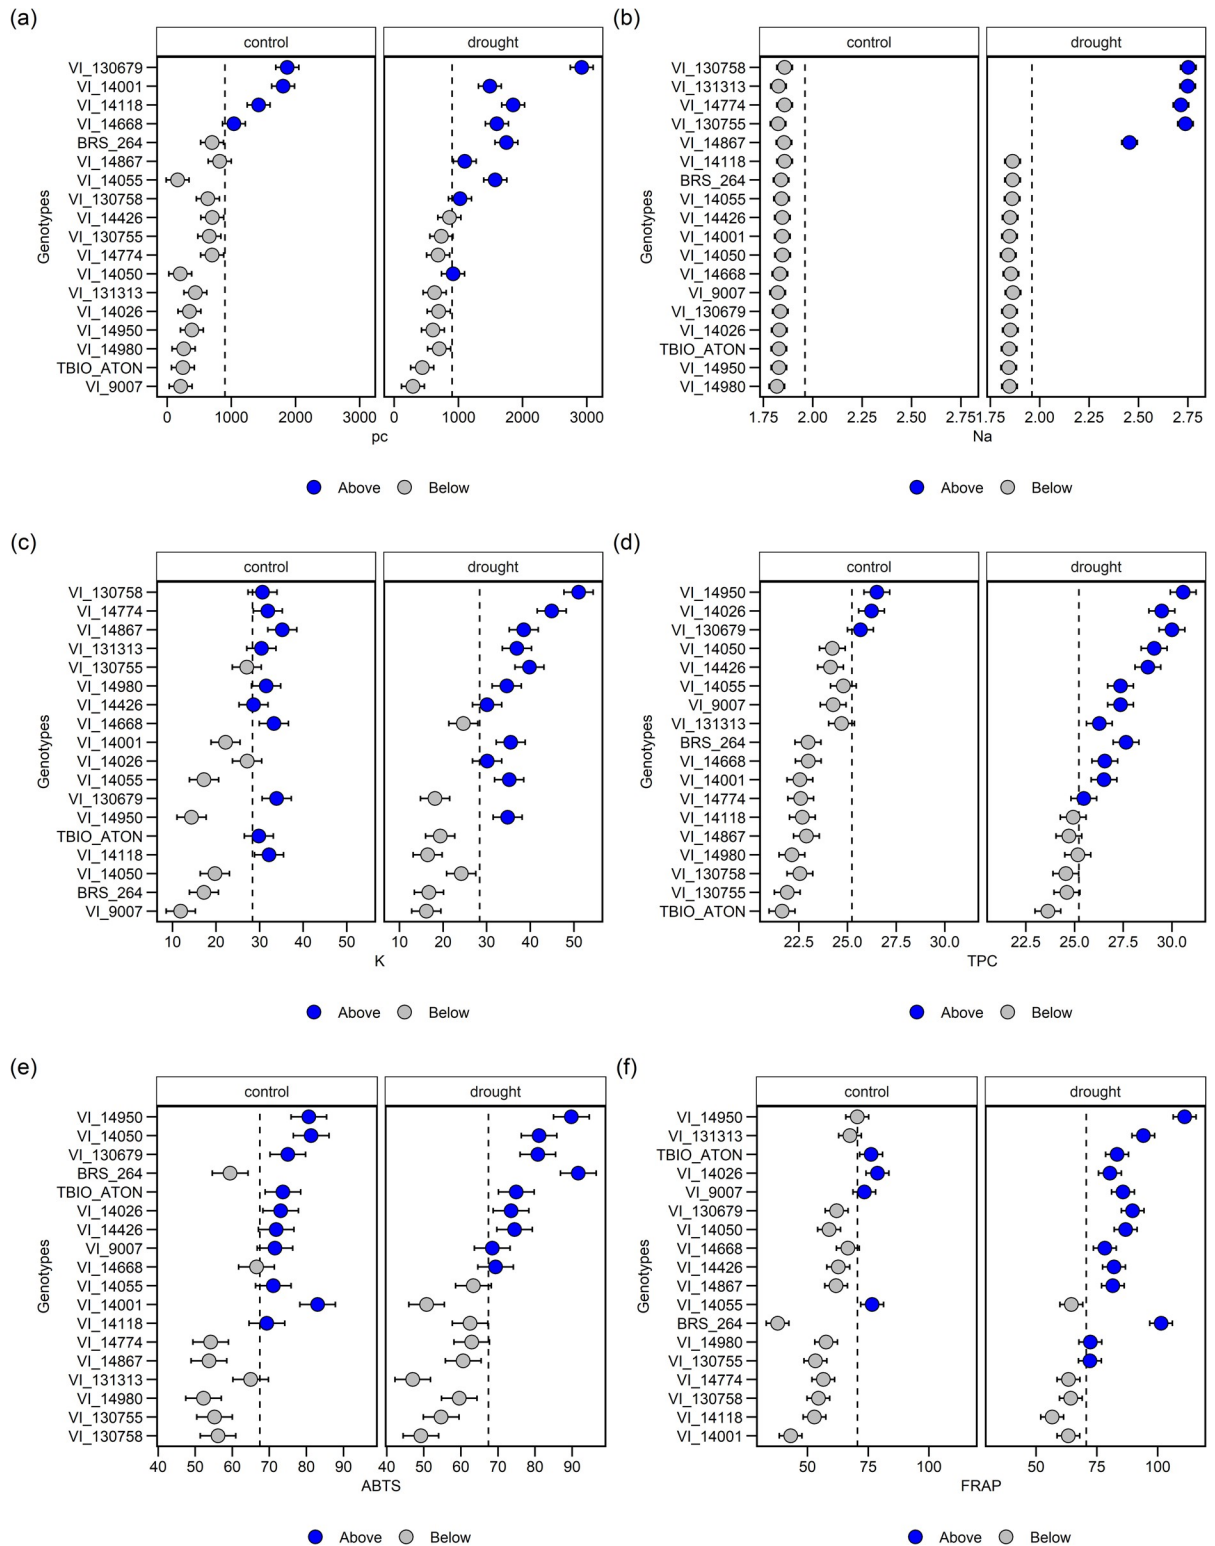 (a)
control drought
VI_130679
VI_14001
VI_14118
VI_14668
BRS_264
VI_14867
VI_14055
VI_130758
VI_14426
VI_130755
VI_14774
VI_14050
VI_131313
VI_14026
VI_14950
VI_14980
TBIO_ATON
VI_9007
Genotypes
0 1000 2000 3000 0 1000 2000 3000
pc
Above Below
(b)
control drought
VI_130758
VI_131313
VI_14774
VI_130755
VI_14867
VI_14118
BRS_264
VI_14055
VI_14426
VI_14001
VI_14050
VI_14668
VI_9007
VI_130679
VI_14026
TBIO_ATON
VI_14950
VI_14980
Genotypes
1.75 2.00 2.25 2.50 2.75 1.75 2.00 2.25 2.50 2.75
Na
Above Below
(c)
control drought
VI_130758
VI_14774
VI_14867
VI_131313
VI_130755
VI_14980
VI_14426
VI_14668
VI_14001
VI_14026
VI_14055
VI_130679
VI_14950
TBIO_ATON
VI_14118
VI_14050
BRS_264
VI_9007
Genotypes
10 20 30 40 50 10 20 30 40 50
K
Above Below
(d)
control drought
VI_14950
VI_14026
VI_130679
VI_14050
VI_14426
VI_14055
VI_9007
VI_131313
BRS_264
VI_14668
VI_14001
VI_14774
VI_14118
VI_14867
VI_14980
VI_130758
VI_130755
TBIO_ATON
Genotypes
22.5 25.0 27.5 30.0 22.5 25.0 27.5 30.0
TPC
Above Below
(e)
control drought
VI_14950
VI_14050
VI_130679
BRS_264
TBIO_ATON
VI_14026
VI_14426
VI_9007
VI_14668
VI_14055
VI_14001
VI_14118
VI_14774
VI_14867
VI_131313
VI_14980
VI_130755
VI_130758
Genotypes
40 50 60 70 80 90 40 50 60 70 80 90
ABTS
Above Below
(f)
control drought
VI_14950
VI_131313
TBIO_ATON
VI_14026
VI_9007
VI_130679
VI_14050
VI_14668
VI_14426
VI_14867
VI_14055
BRS_264
VI_14980
VI_130755
VI_14774
VI_130758
VI_14118
VI_14001
Genotypes
50 75 100 50 75 100
FRAP
Above Below